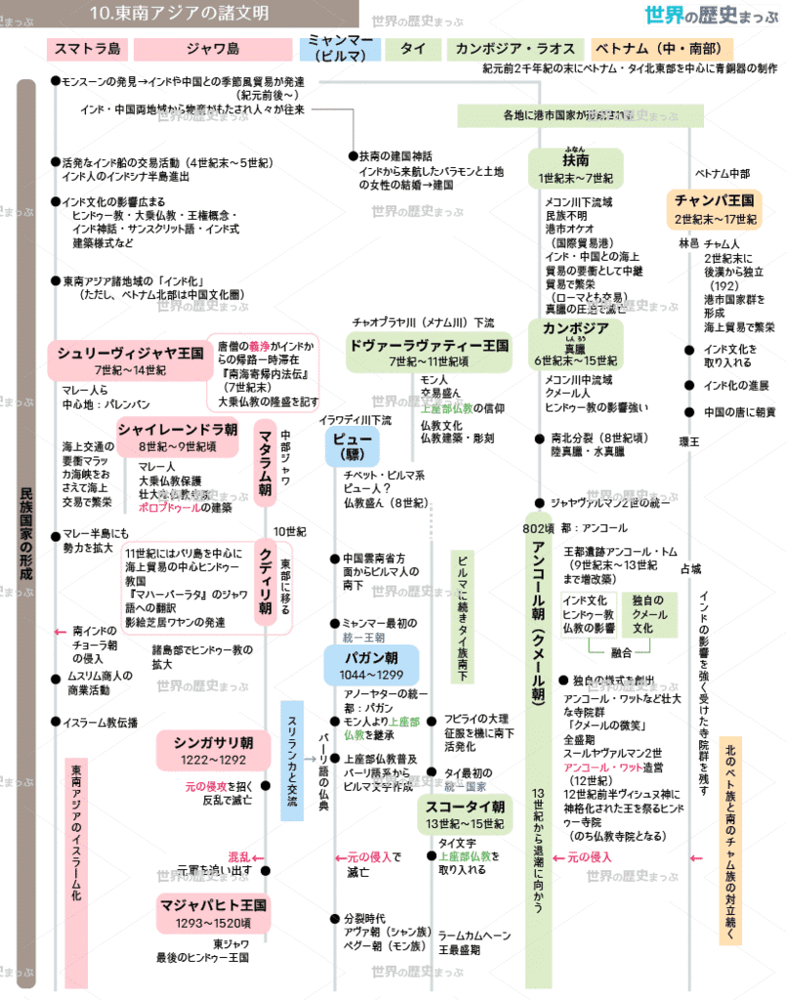 10.東南アジアの諸文明
世界の歴史まっぷ
スマトラ島
ジャワ島
ミャンマー
(ビルマ)
タイ
カンボジア・ラオス
ベトナム(中・南部)
紀元前2千年紀の末にベトナム・タイ北東部を中心に青銅器の制作
民族国家の形成
モンスーンの発見→インドや中国との季節風貿易が発達
(紀元前後〜)
インド・中国両地域から物産がもたされ人々が往来
各地に港市国家が形成される
活発なインド船の交易活動(4世紀末〜5世紀)
インド人のインドシナ半島進出
インド文化の影響広まる
ヒンドゥー教・大乗仏教・王権概念・
インド神話・サンスクリット語・インド式
建築様式など
東南アジア諸地域の「インド化」
(ただし、ベトナム北部は中国文化圏)
扶南の建国神話
インドから来航したバラモンと土地
の女性の結婚→建国
ふなん
扶南
1世紀末〜7世紀
メコン川下流域
民族不明
港市オケオ
(国際貿易港)
インド・中国との海上
貿易の要衝として中継
貿易で繁栄
(ローマとも交易)
真臘の圧迫で滅亡
ベトナム中部
チャンパ王国
2世紀末〜17世紀
林邑
チャム人
2世紀末に
後漢から独立
(192)
港市国家群を
形成
海上貿易で繁栄
インド文化を
取り入れる
インド化の進展
中国の唐に朝貢
環王
シュリーヴィジャヤ王国
7世紀〜14世紀
マレー人ら
中心地:パレンバン
唐僧の義浄がインドか
らの帰路一時滞在
『南海寄帰内法伝』
(7世紀末)
大乗仏教の隆盛を記す
チャオプラヤ川(メナム川)下流
ドヴァーラヴァティー王国
7世紀〜11世紀頃
モン人
交易盛ん
上座部仏教の信仰
仏教文化
仏教建築・彫刻
カンボジア
しんろう
真臘
6世紀末〜15世紀
メコン川中流域
クメール人
ヒンドゥー教の影響強い
南北分裂(8世紀頃)
陸真臘・水真臘
ジャヤヴァルマン2世の統一
海上交通の
要衝マラッ
カ海峡をお
さえて海上
交易で繁栄
シャイレーンドラ朝
8世紀〜9世紀頃
マレー人
大乗仏教保護
壮大な仏教寺院
ボロブドゥールの建築
マタラム朝
中部ジャワ
イラワデイ川下流
ピュー
(驃)
チベット・ビルマ系
ピュー人?
仏教盛ん(8世紀)
マレー半島にも
勢力を拡大
10世紀
11世紀にはバリ島を中心に
海上貿易の中心ヒンドゥー
教国
『マハーバーラタ』のジャワ
語への翻訳
影絵芝居ワヤンの発達
クディリ朝
東部に移る
中国雲南省方
面からビルマ人の
南下
ミャンマー最初の
統一王朝
ビルマに続きタイ族南下
802頃
都:アンコール
アンコール朝(クメール朝)
王都遺跡アンコール・トム
(9世紀末〜13世紀
まで増改築)
インド文化
ヒンドゥー教
仏教の影響
独自の
クメール
文化
融合
占城
インドの影響を強く受けた寺院群を残す
南インドの
チョーラ朝
の侵入
諸島部でヒンドゥー教の
拡大
ムスリム商人の
商業活動
イスラーム教伝播
パガン朝
1044〜1299
アノーヤターの統一
都:パガン
モン人より上座部
仏教を継承
上座部仏教普及
パーリ語系から
ビルマ文字作成
スリランカと交流
パーリ語の仏典
フビライの大理
征服を機に南下
活発化
タイ最初の
統一国家
独自の様式を創出
アンコール・ワットなど壮大
な寺院群
「クメールの微笑」
全盛期
スールヤヴァルマン2世
アンコール・ワット造営
(12世紀)
12世紀前半ヴィシュヌ神に
神格化された王を祭るヒンド
ゥー寺院
(のち仏教寺院となる)
13世紀から退潮に向かう
北のベト族と南のチャム族の対立続く
東南アジアのイスラーム化
シンガサリ朝
1222〜1292
元の侵攻を招く
反乱で滅亡
混乱
元軍を追い出す
マジャパヒト王国
1293〜1520頃
東ジャワ
最後のヒンドゥー王国
元の侵入で
滅亡
分裂時代
アヴァ朝(シャン族)
ペグー朝(モン族)
スコータイ朝
13世紀〜15世紀
タイ文字
上座部仏教を
取り入れる
ラームカムヘーン
王最盛期
元の侵入